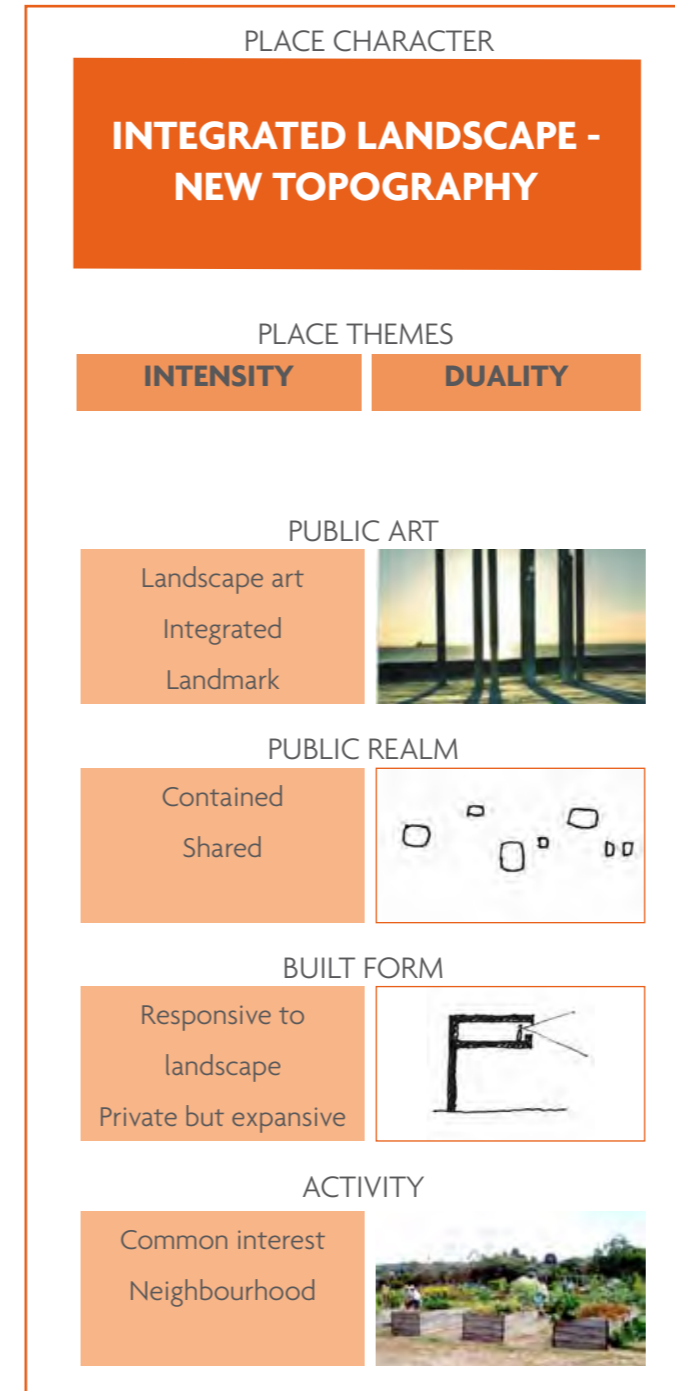 PLACE CHARACTER
INTEGRATED LANDSCAPE -
NEW TOPOGRAPHY
PLACE THEMES
INTENSITY DUALITY
PUBLIC ART
Landscape art
Integrated
Landmark
PUBLIC REALM
Contained
Shared
BUILT FORM
Responsive to
landscape
Private but expansive
ACTIVITY
Common interest
Neighbourhood